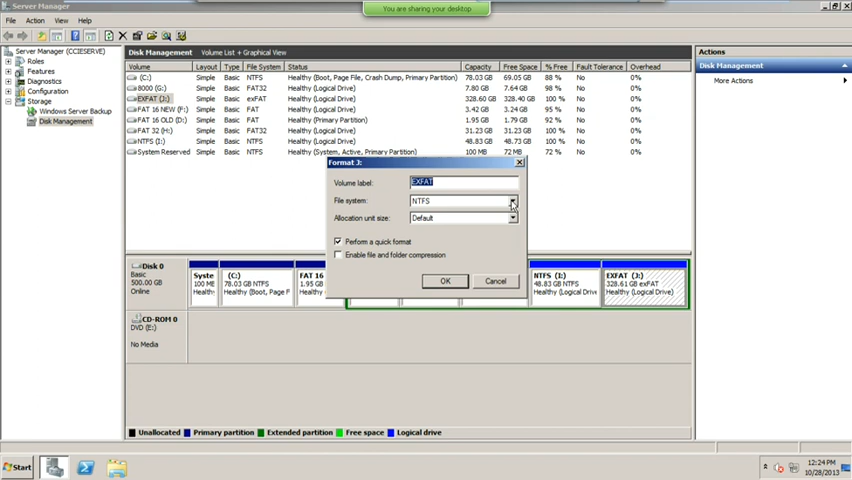 Server Manager
You are sharing your desktop
File Action View Help
Server Manager (CCIESERVE)
Roles
Features
Diagnostics
Configuration
Storage
Windows Server Backup
Disk Management
Disk Management Volume List + Graphical View
Volume Layout Type File System Status Capacity Free Space % Free Fault Tolerance Overhead
(C:) Simple Basic NTFS Healthy (Boot, Page File, Crash Dump, Primary Partition) 78.03 GB 69.05 GB 88 % No 0%
8000 (G:) Simple Basic FAT32 Healthy (Logical Drive) 7.80 GB 7.64 GB 98 % No 0%
EXFAT (J:) Simple Basic exFAT Healthy (Logical Drive) 328.60 GB 328.40 GB 100 % No 0%
FAT 16 NEW (F:) Simple Basic FAT Healthy (Logical Drive) 3.42 GB 3.24 GB 100 % No 0%
FAT 16 OLD (D:) Simple Basic FAT Healthy (Primary Partition) 1.95 GB 1.79 GB 92 % No 0%
FAT 32 (H:) Simple Basic FAT32 Healthy (Logical Drive) 31.23 GB 31.23 GB 100 % No 0%
NTFS (I:) Simple Basic NTFS Healthy (Logical Drive) 48.83 GB 48.73 GB 100 % No 0%
System Reserved Simple Basic NTFS Healthy (System, Active, Primary Partition) 100 MB 72 MB 72 % No 0%
Format J:
Volume label: EXFAT
File system: NTFS
Allocation unit size: Default
Perform a quick format
Enable file and folder compression
OK Cancel
Disk 0
Basic
500.00 GB
Online
Syste
100 ME
Healthy
(C:)
78.03 GB NTFS
Healthy (Boot, Page F
FAT 16
1.95 GB
Healthy
NTFS (I:)
48.83 GB NTFS
Healthy (Logical Drive
EXFAT (J:)
328.61 GB exFAT
Healthy (Logical Drive)
CD-ROM 0
DVD (E:)
No Media
Unallocated Primary partition Extended partition Free space Logical drive
Actions
Disk Management
More Actions
Start
12:24 PM
10/28/2013